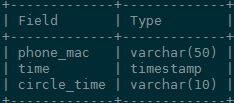 +--------------+-------------+
| Field        | Type        |
+--------------+-------------+
| phone_mac    | varchar(50) |
| time         | timestamp   |
| circle_time  | varchar(10) |
+--------------+-------------+